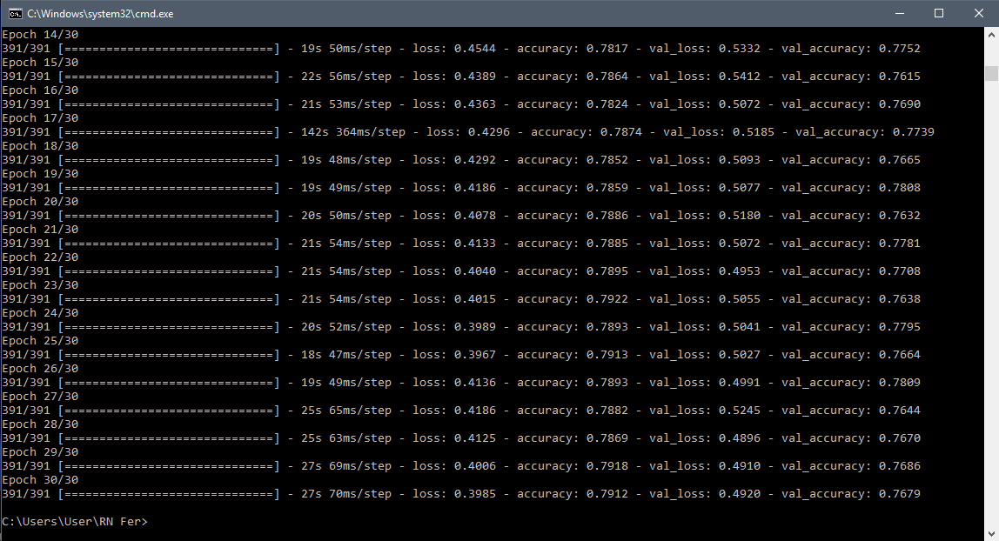 C:\Windows\system32\cmd.exe
Epoch 14/30
391/391 [==============================] - 19s 50ms/step - loss: 0.4544 - accuracy: 0.7817 - val_loss: 0.5332 - val_accuracy: 0.7752
Epoch 15/30
391/391 [==============================] - 22s 56ms/step - loss: 0.4389 - accuracy: 0.7864 - val_loss: 0.5412 - val_accuracy: 0.7615
Epoch 16/30
391/391 [==============================] - 21s 53ms/step - loss: 0.4363 - accuracy: 0.7824 - val_loss: 0.5072 - val_accuracy: 0.7690
Epoch 17/30
391/391 [==============================] - 142s 364ms/step - loss: 0.4296 - accuracy: 0.7874 - val_loss: 0.5185 - val_accuracy: 0.7739
Epoch 18/30
391/391 [==============================] - 19s 48ms/step - loss: 0.4292 - accuracy: 0.7852 - val_loss: 0.5093 - val_accuracy: 0.7665
Epoch 19/30
391/391 [==============================] - 19s 49ms/step - loss: 0.4186 - accuracy: 0.7859 - val_loss: 0.5077 - val_accuracy: 0.7808
Epoch 20/30
391/391 [==============================] - 20s 50ms/step - loss: 0.4078 - accuracy: 0.7886 - val_loss: 0.5180 - val_accuracy: 0.7632
Epoch 21/30
391/391 [==============================] - 21s 54ms/step - loss: 0.4133 - accuracy: 0.7885 - val_loss: 0.5072 - val_accuracy: 0.7781
Epoch 22/30
391/391 [==============================] - 21s 54ms/step - loss: 0.4040 - accuracy: 0.7895 - val_loss: 0.4953 - val_accuracy: 0.7708
Epoch 23/30
391/391 [==============================] - 21s 54ms/step - loss: 0.4015 - accuracy: 0.7922 - val_loss: 0.5055 - val_accuracy: 0.7638
Epoch 24/30
391/391 [==============================] - 20s 52ms/step - loss: 0.3989 - accuracy: 0.7893 - val_loss: 0.5041 - val_accuracy: 0.7795
Epoch 25/30
391/391 [==============================] - 18s 47ms/step - loss: 0.3967 - accuracy: 0.7913 - val_loss: 0.5027 - val_accuracy: 0.7664
Epoch 26/30
391/391 [==============================] - 19s 49ms/step - loss: 0.4136 - accuracy: 0.7893 - val_loss: 0.4991 - val_accuracy: 0.7809
Epoch 27/30
391/391 [==============================] - 25s 65ms/step - loss: 0.4186 - accuracy: 0.7882 - val_loss: 0.5245 - val_accuracy: 0.7644
Epoch 28/30
391/391 [==============================] - 25s 63ms/step - loss: 0.4125 - accuracy: 0.7869 - val_loss: 0.4896 - val_accuracy: 0.7670
Epoch 29/30
391/391 [==============================] - 27s 69ms/step - loss: 0.4006 - accuracy: 0.7918 - val_loss: 0.4910 - val_accuracy: 0.7686
Epoch 30/30
391/391 [==============================] - 27s 70ms/step - loss: 0.3985 - accuracy: 0.7912 - val_loss: 0.4920 - val_accuracy: 0.7679
C:\Users\User\RN Fer>